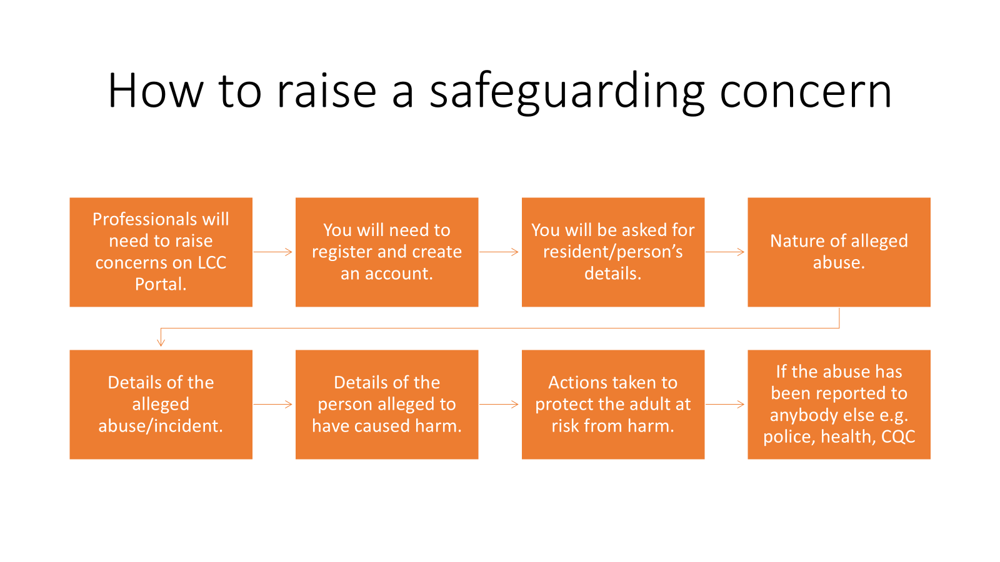 How to raise a safeguarding concern
Professionals will
need to raise
concerns on LCC
Portal.
You will need to
register and create
an account.
You will be asked for
resident/person’s
details.
Nature of alleged
abuse.
Details of the
alleged
abuse/incident.
Details of the
person alleged to
have caused harm.
Actions taken to
protect the adult at
risk from harm.
If the abuse has
been reported to
anybody else e.g.
police, health, CQC